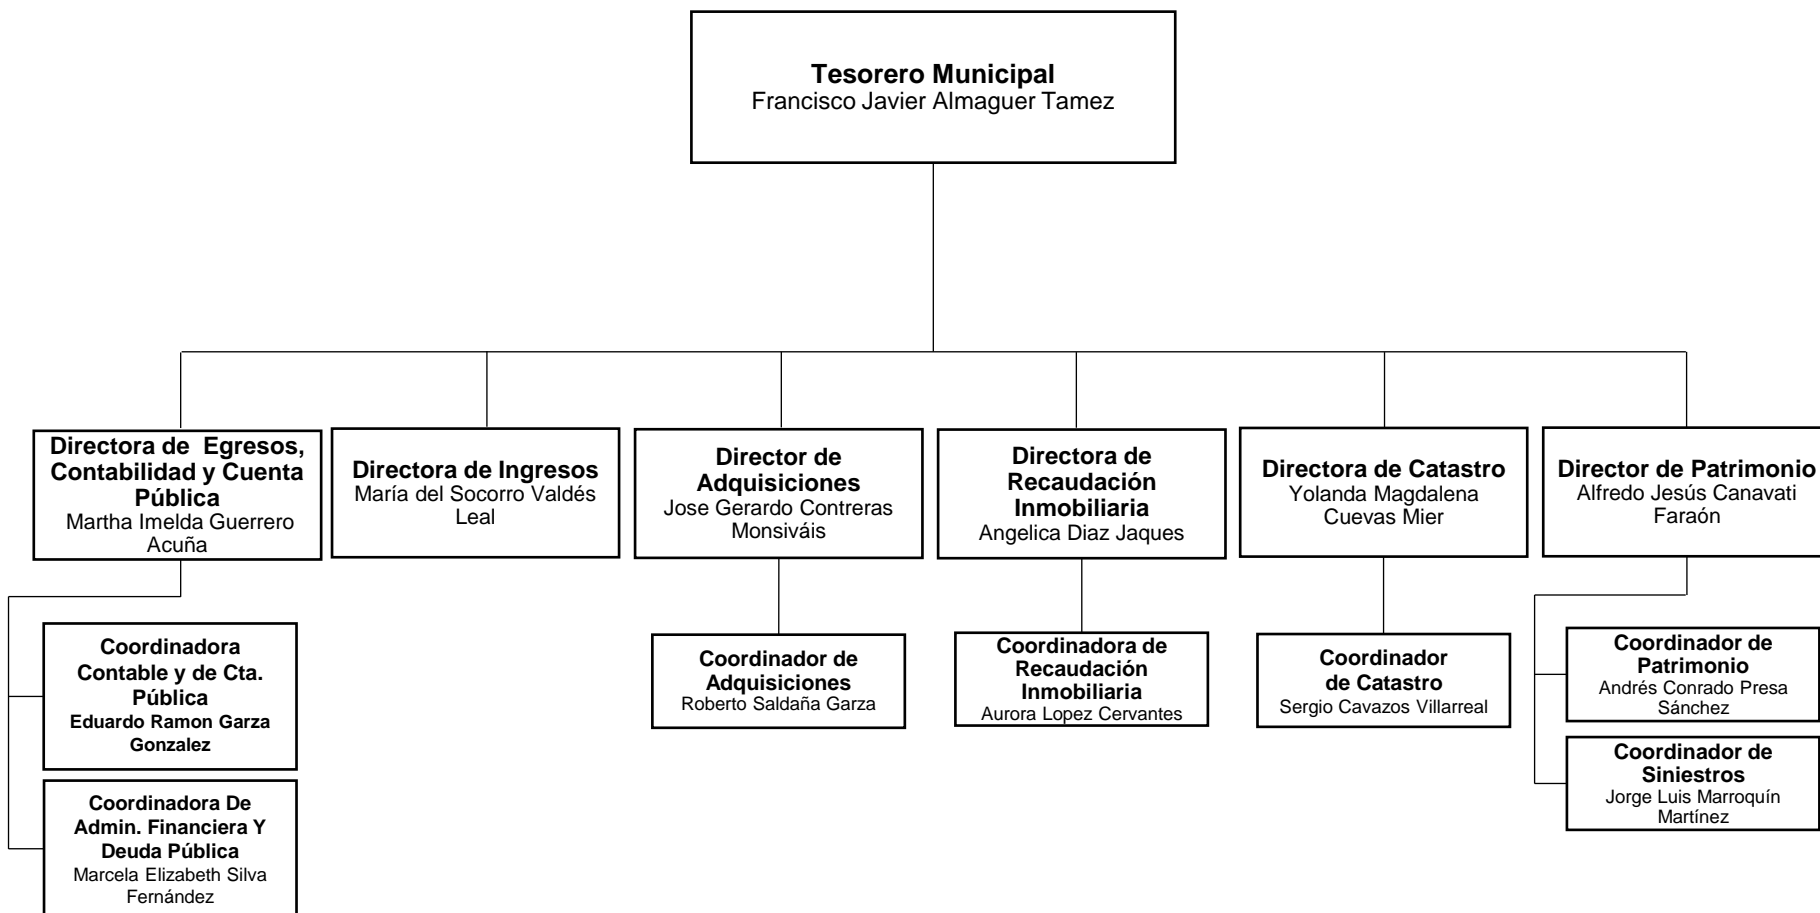 Tesorero Municipal
Francisco Javier Almaguer Tamez
Directora de Egresos,
Contabilidad y Cuenta
Pública
Martha Imelda Guerrero
Acuña
Directora de Ingresos
María del Socorro Valdés
Leal
Director de
Adquisiciones
Jose Gerardo Contreras
Monsiváis
Directora de
Recaudación
Inmobiliaria
Angelica Diaz Jaques
Directora de Catastro
Yolanda Magdalena
Cuevas Mier
Director de Patrimonio
Alfredo Jesús Canavati
Faraón
Coordinadora
Contable y de Cta.
Pública
Eduardo Ramon Garza
Gonzalez
Coordinadora De
Admin. Financiera Y
Deuda Pública
Marcela Elizabeth Silva
Fernández
Coordinador de
Adquisiciones
Roberto Saldaña Garza
Coordinadora de
Recaudación
Inmobiliaria
Aurora Lopez Cervantes
Coordinador
de Catastro
Sergio Cavazos Villarreal
Coordinador de
Patrimonio
Andrés Conrado Presa
Sánchez
Coordinador de
Siniestros
Jorge Luis Marroquín
Martínez